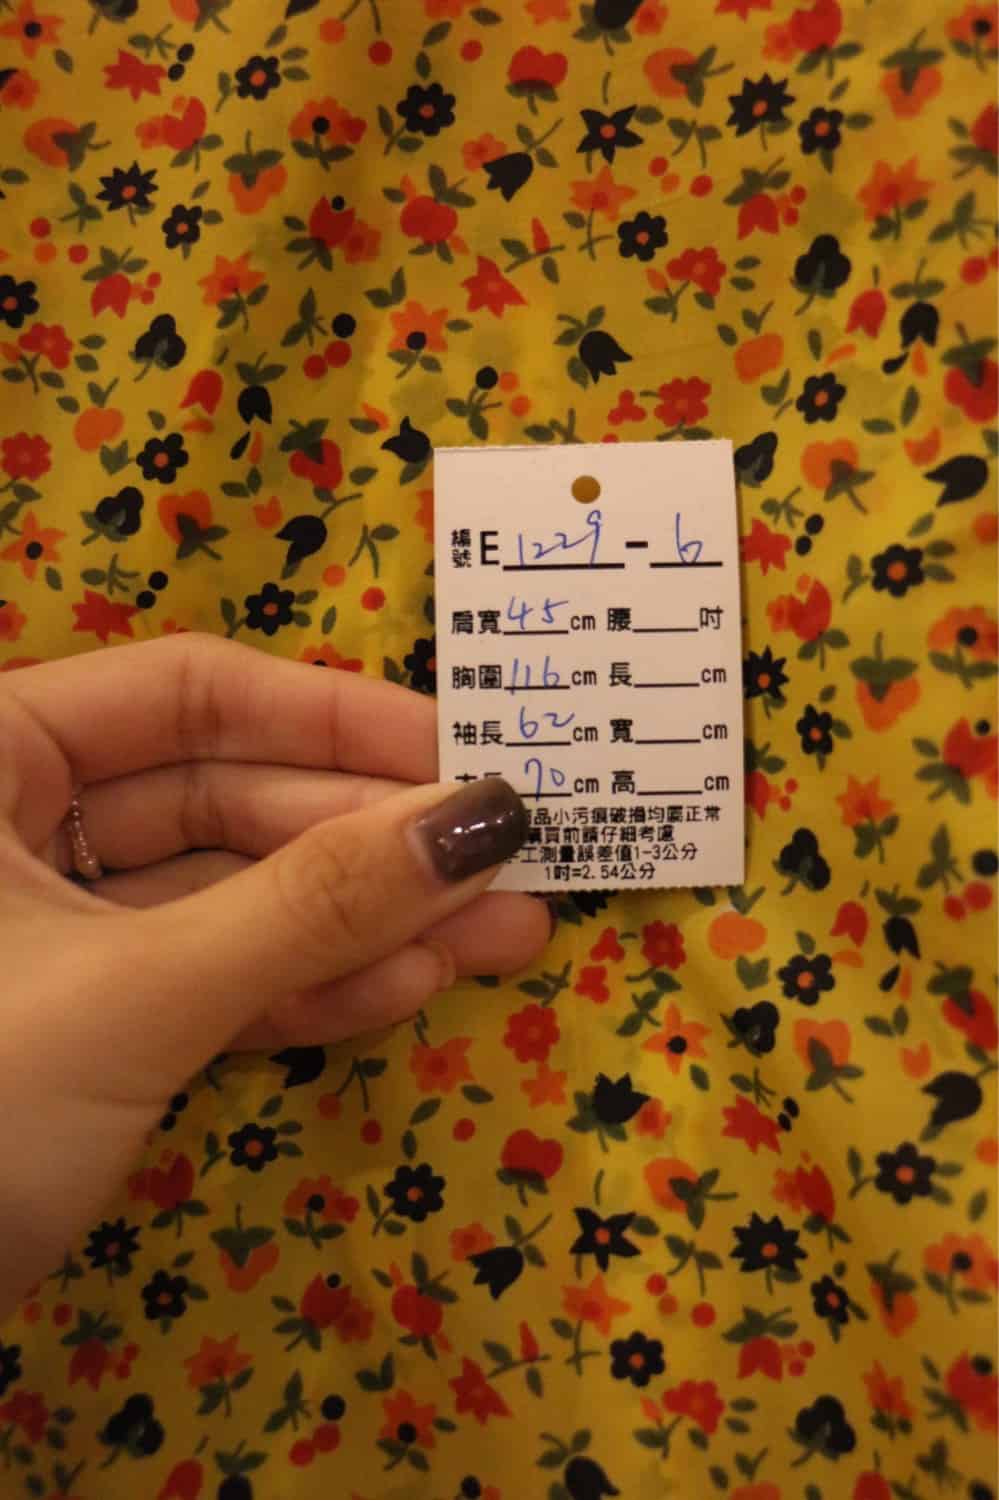 編號E 1229 - 6
肩寬 45 cm 腰 吋
胸圍 116 cm 長 cm
袖長 62 cm 寬 cm
70 cm 高 cm
品小污痕破損均屬正常
購買前請仔細考慮
工測量誤差值1-3公分
1吋=2.54公分